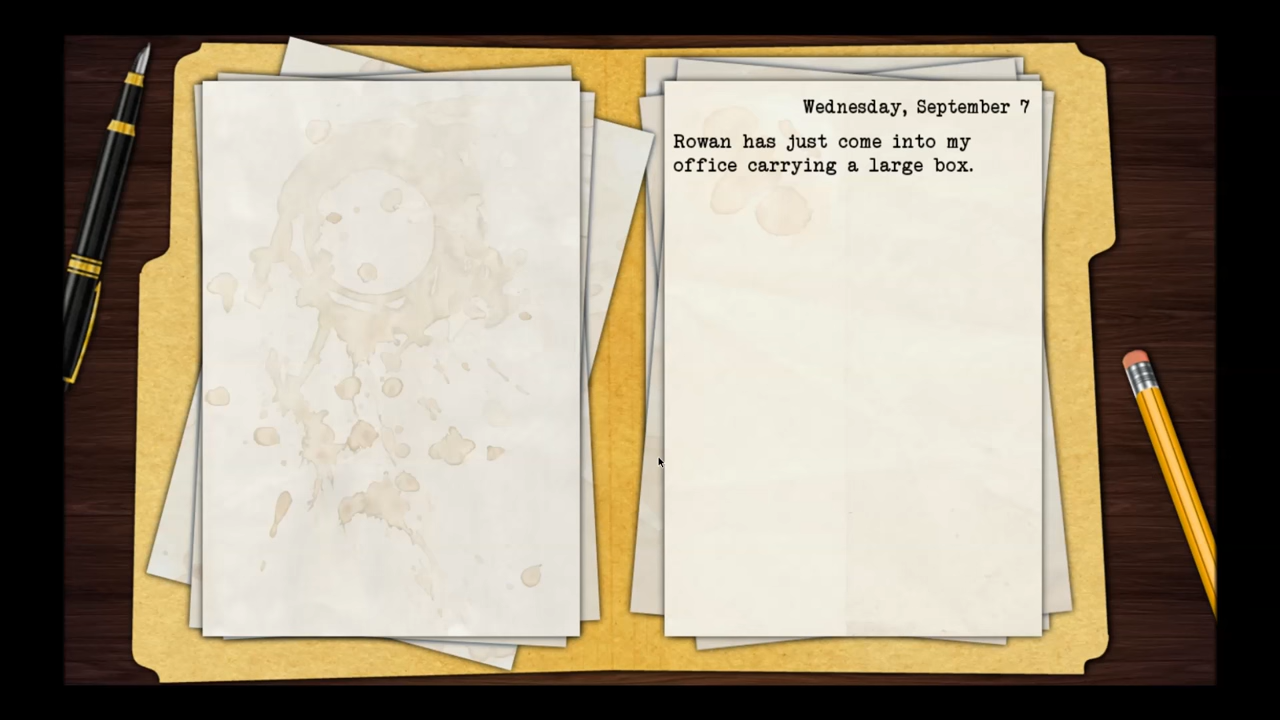 Wednesday, September 7
Rowan has just come into my
office carrying a large box.